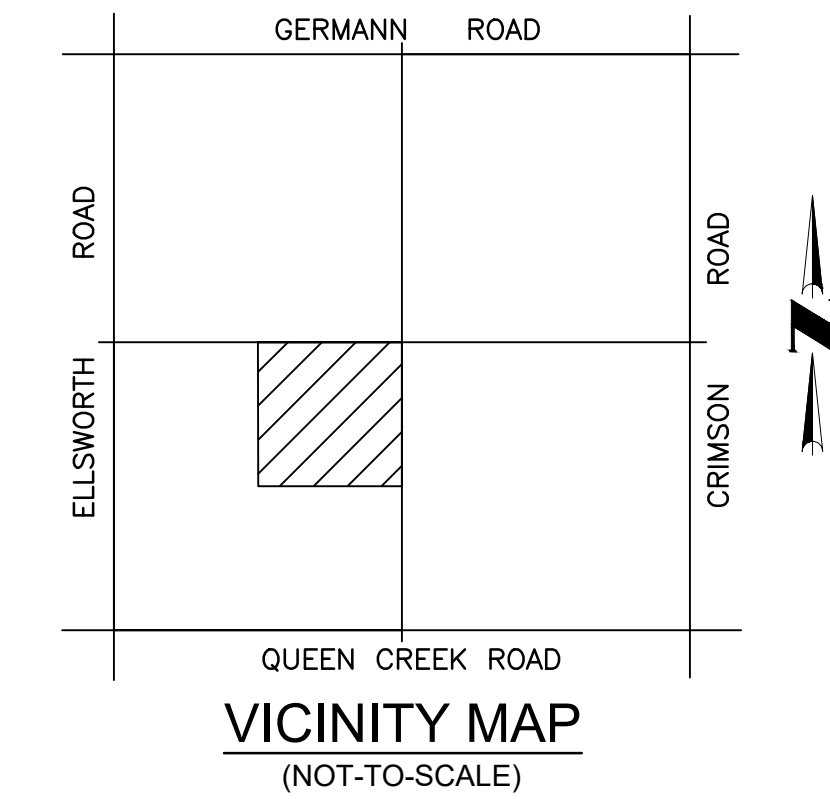 GERMANN ROAD
ELLSWORTH ROAD
CRIMSON ROAD
N
QUEEN CREEK ROAD
VICINITY MAP
(NOT-TO-SCALE)